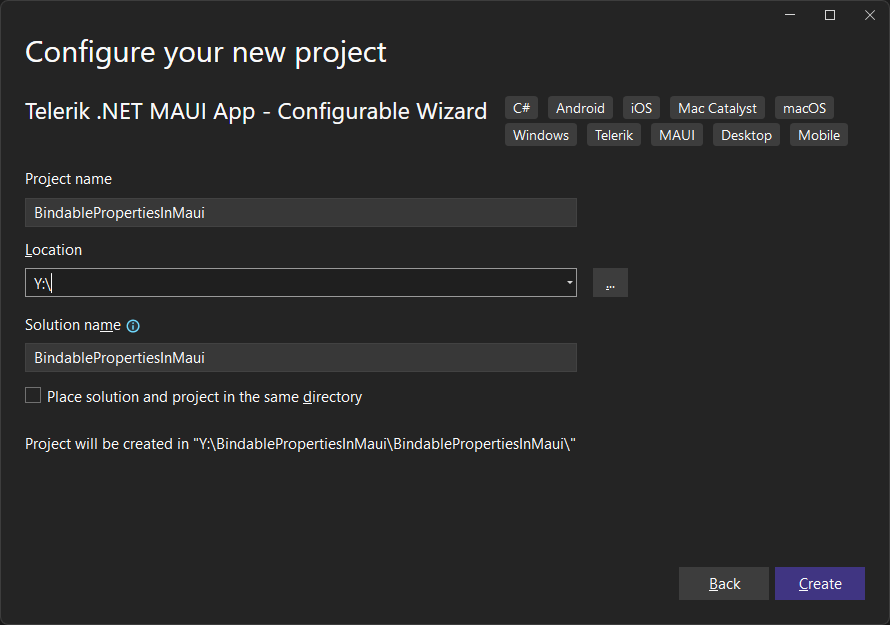 Configure your new project
Telerik .NET MAUI App - Configurable Wizard
C# Android iOS Mac Catalyst macOS
Windows Telerik MAUI Desktop Mobile
Project name
BindablePropertiesInMaui
Location
Y:\
...
Solution name
BindablePropertiesInMaui
Place solution and project in the same directory
Project will be created in "Y:\BindablePropertiesInMaui\BindablePropertiesInMaui\"
Back Create